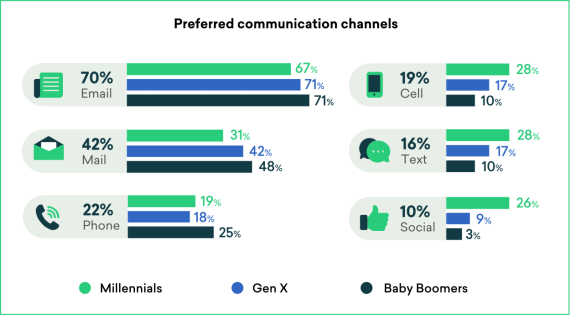 Preferred communication channels
70%
Email
67%
71%
71%
19%
Cell
28%
17%
10%
42%
Mail
31%
42%
48%
16%
Text
28%
17%
10%
22%
Phone
19%
18%
25%
10%
Social
26%
9%
3%
Millennials
Gen X
Baby Boomers